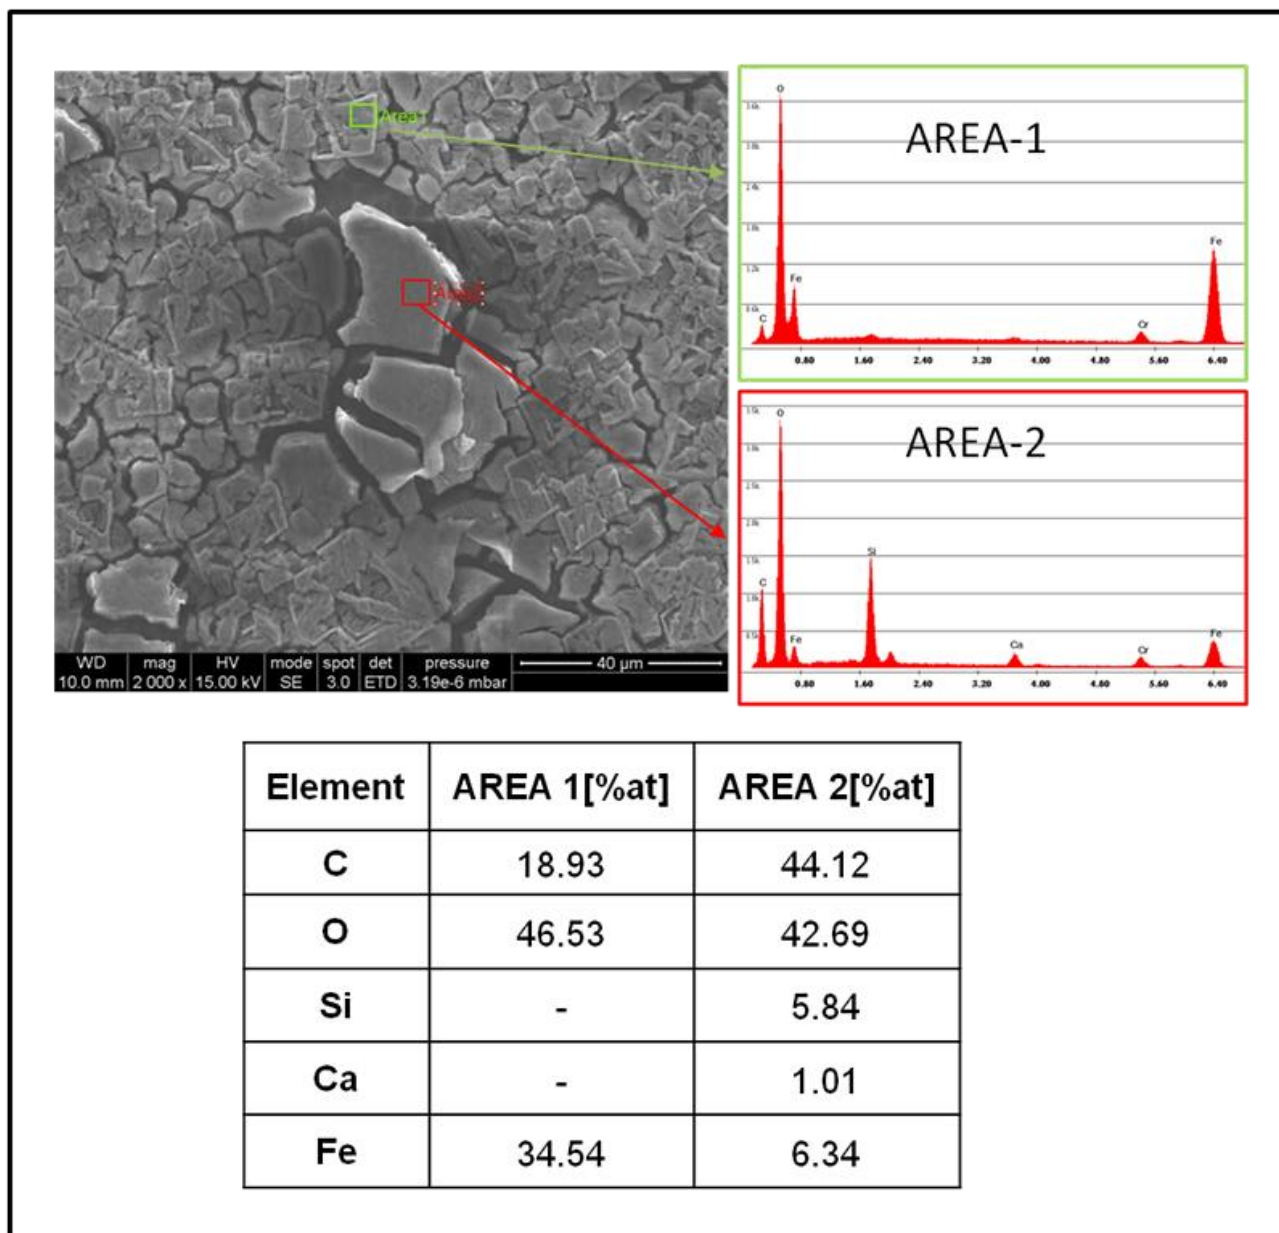 Area1
AREA-1
O
Fe
C
Cr
Fe
0.80 1.60 2.40 3.20 4.00 4.80 5.60 6.40
AREA-2
O
C
Fe
Si
Ca
Cr
Fe
0.80 1.60 2.40 3.20 4.00 4.80 5.60 6.40
WD mag HV mode spot det pressure
10.0 mm 2 000 x 15.00 kV SE 3.0 ETD 3.19e-6 mbar
40 µm
Element AREA 1[%at] AREA 2[%at]
C 18.93 44.12
O 46.53 42.69
Si - 5.84
Ca - 1.01
Fe 34.54 6.34